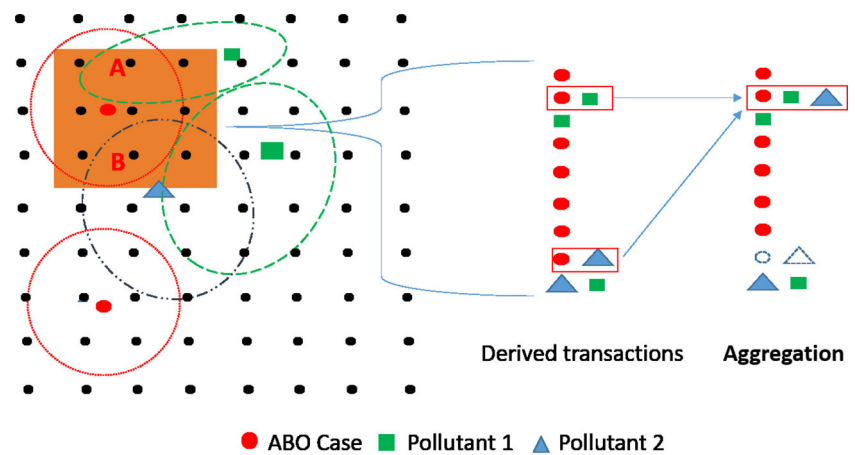 A
B
Derived transactions
Aggregation
ABO Case
Pollutant 1
Pollutant 2